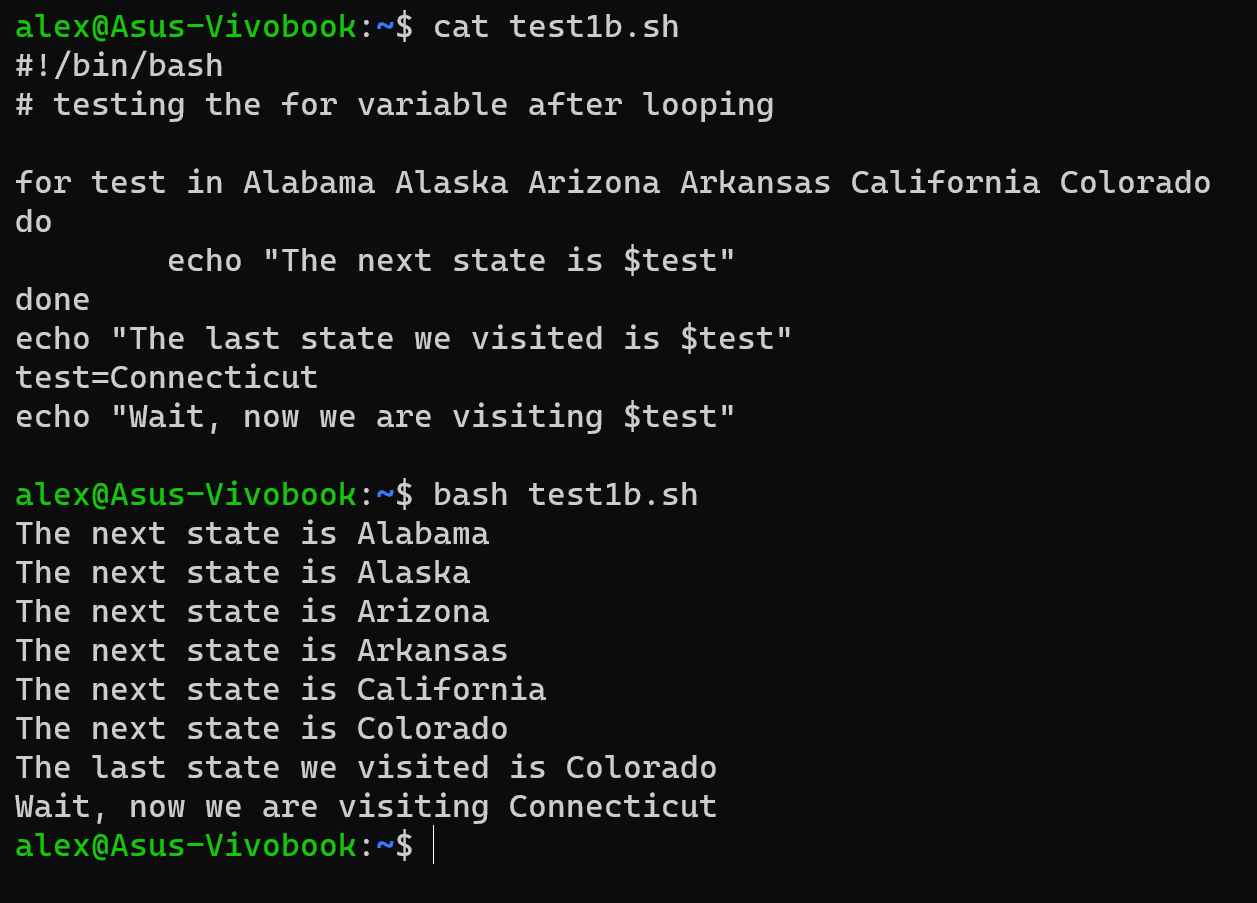 alex@Asus-Vivobook:~$ cat test1b.sh
#!/bin/bash
# testing the for variable after looping
for test in Alabama Alaska Arizona Arkansas California Colorado
do
        echo "The next state is $test"
done
echo "The last state we visited is $test"
test=Connecticut
echo "Wait, now we are visiting $test"
alex@Asus-Vivobook:~$ bash test1b.sh
The next state is Alabama
The next state is Alaska
The next state is Arizona
The next state is Arkansas
The next state is California
The next state is Colorado
The last state we visited is Colorado
Wait, now we are visiting Connecticut
alex@Asus-Vivobook:~$